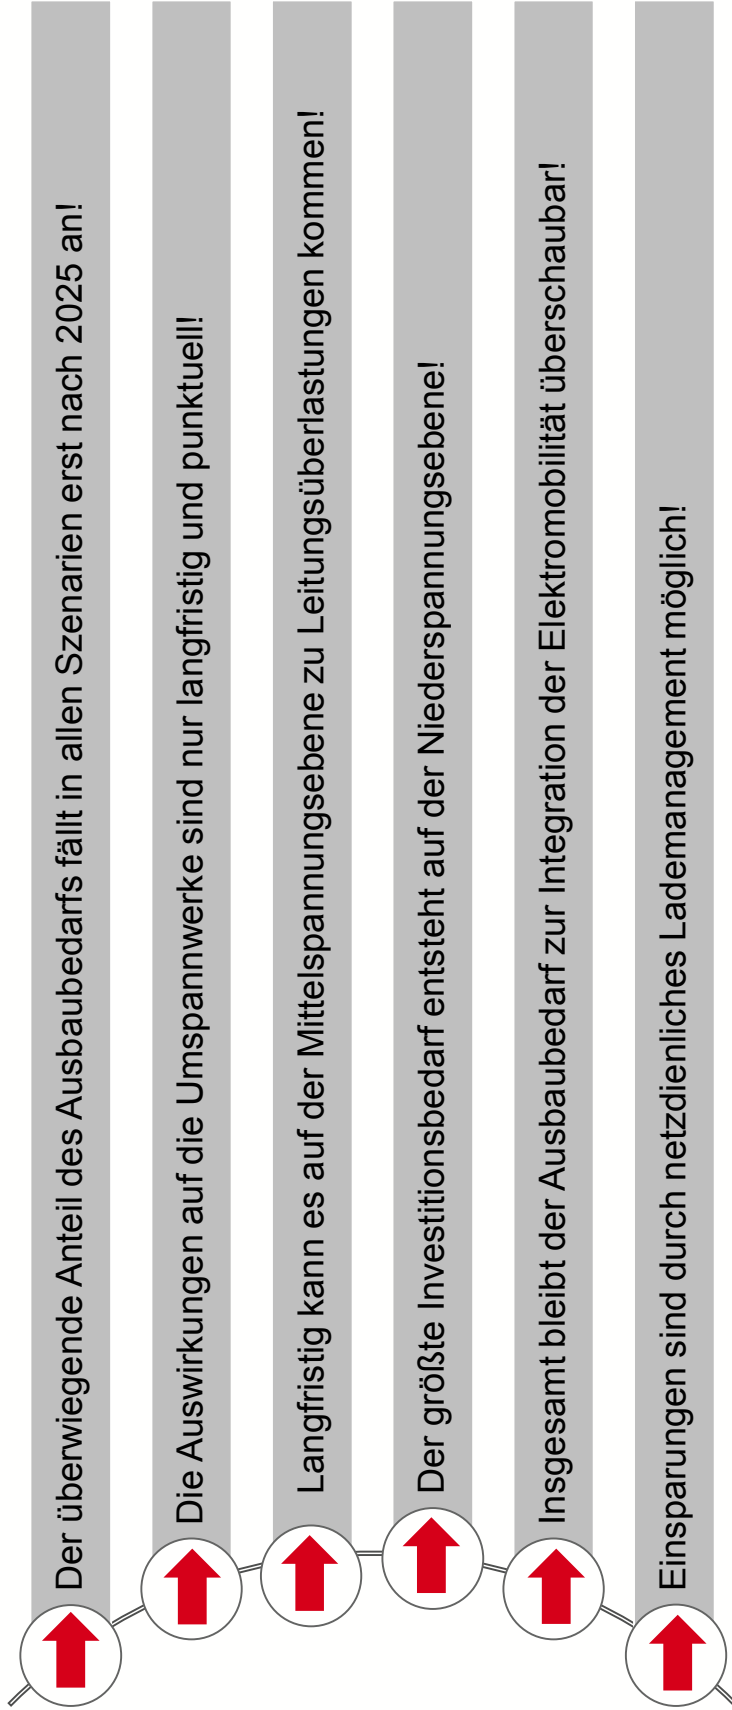 Der überwiegende Anteil des Ausbaubedarfs fällt in allen Szenarien erst nach 2025 an!
Die Auswirkungen auf die Umspannwerke sind nur langfristig und punktuell!
Langfristig kann es auf der Mittelspannungsebene zu Leitungsüberlastungen kommen!
Der größte Investitionsbedarf entsteht auf der Niederspannungsebene!
Insgesamt bleibt der Ausbaubedarf zur Integration der Elektromobilität überschaubar!
Einsparungen sind durch netzdienliches Lademanagement möglich!